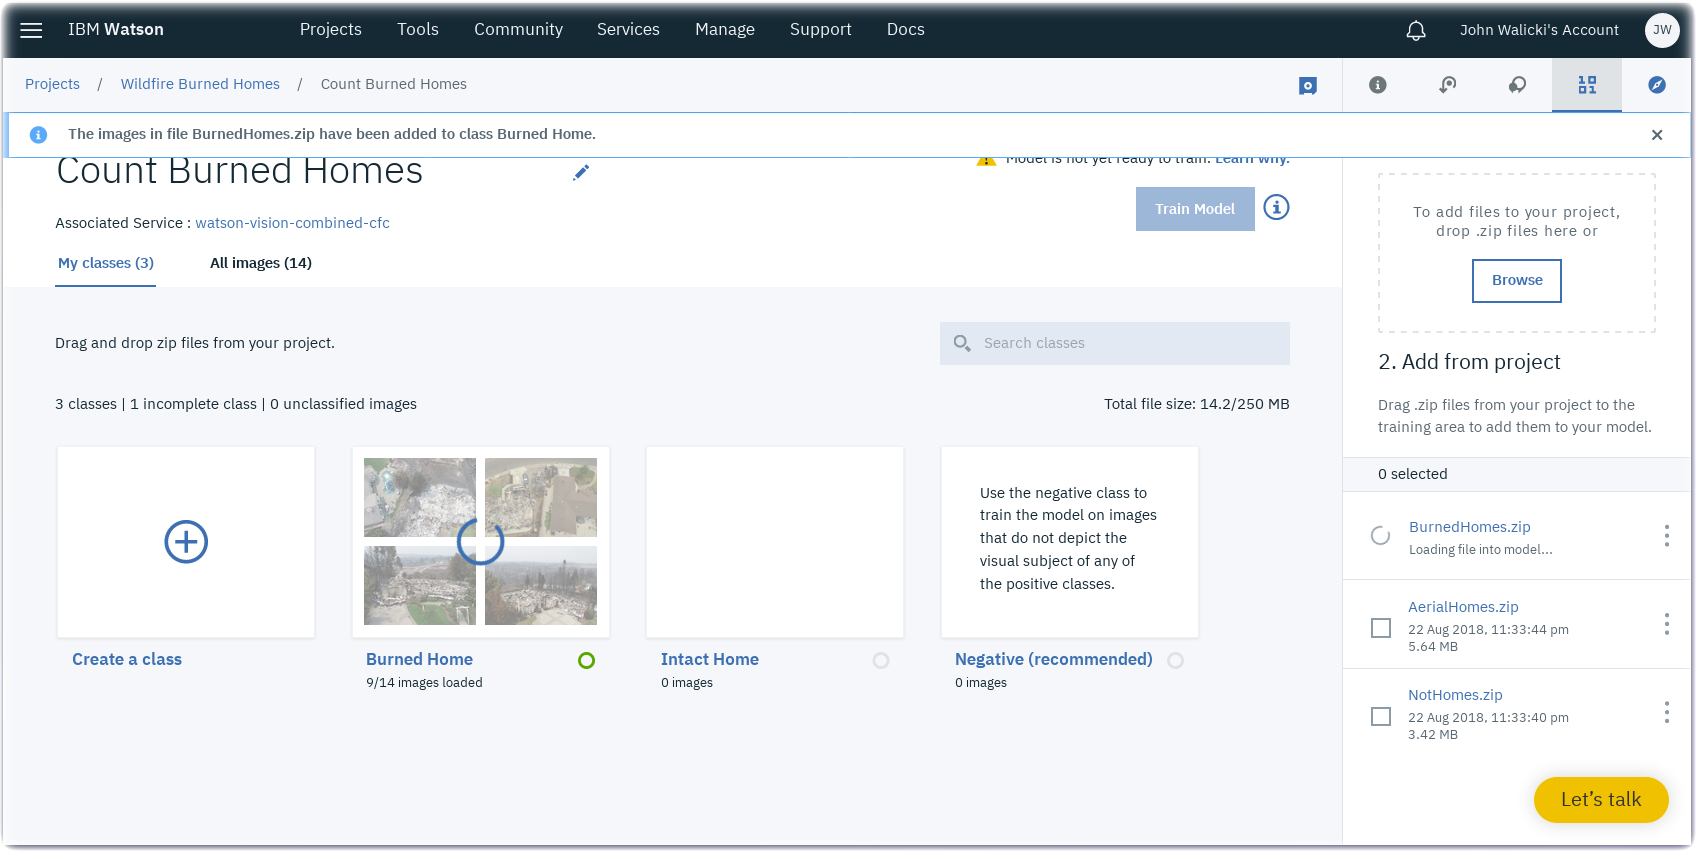 IBM Watson
Projects
Tools
Community
Services
Manage
Support
Docs
John Walicki's Account
JW
Projects / Wildfire Burned Homes / Count Burned Homes
The images in file BurnedHomes.zip have been added to class Burned Home.
Count Burned Homes
Model is not yet ready to train. Learn why.
Associated Service : watson-vision-combined-cfc
Train Model
My classes (3)
All images (14)
Drag and drop zip files from your project.
Search classes
3 classes | 1 incomplete class | 0 unclassified images
Total file size: 14.2/250 MB
Create a class
Burned Home
9/14 images loaded
Intact Home
0 images
Use the negative class to
train the model on images
that do not depict the
visual subject of any of
the positive classes.
Negative (recommended)
0 images
To add files to your project,
drop .zip files here or
Browse
2. Add from project
Drag .zip files from your project to the
training area to add them to your model.
0 selected
BurnedHomes.zip
Loading file into model...
AerialHomes.zip
22 Aug 2018, 11:33:44 pm
5.64 MB
NotHomes.zip
22 Aug 2018, 11:33:40 pm
3.42 MB
Let's talk